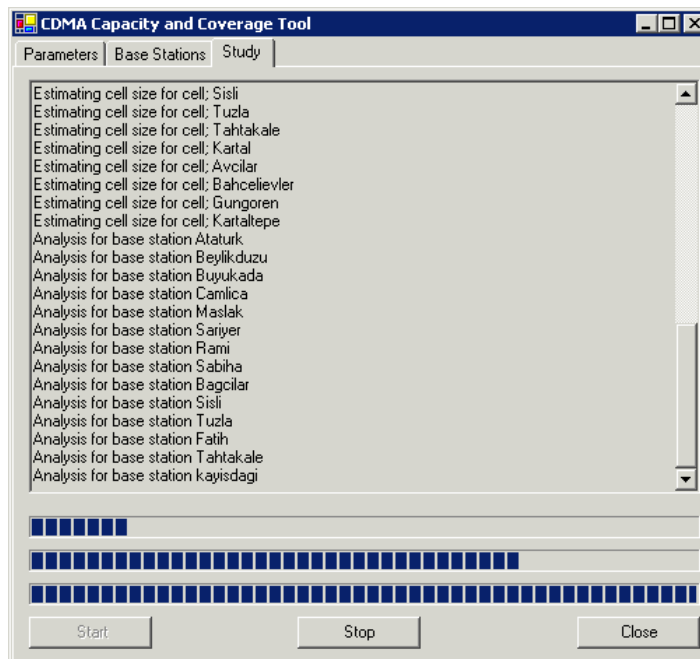 CDMA Capacity and Coverage Tool
Parameters Base Stations Study
Estimating cell size for cell; Sisli
Estimating cell size for cell; Tuzla
Estimating cell size for cell; Tahtakale
Estimating cell size for cell; Kartal
Estimating cell size for cell; Avcilar
Estimating cell size for cell; Bahcelievler
Estimating cell size for cell; Gungoren
Estimating cell size for cell; Kartaltepe
Analysis for base station Ataturk
Analysis for base station Beylikduzu
Analysis for base station Buyukada
Analysis for base station Camlica
Analysis for base station Maslak
Analysis for base station Sariyer
Analysis for base station Rami
Analysis for base station Sabiha
Analysis for base station Bagcilar
Analysis for base station Sisli
Analysis for base station Tuzla
Analysis for base station Fatih
Analysis for base station Tahtakale
Analysis for base station kayisdagi
Start Stop Close